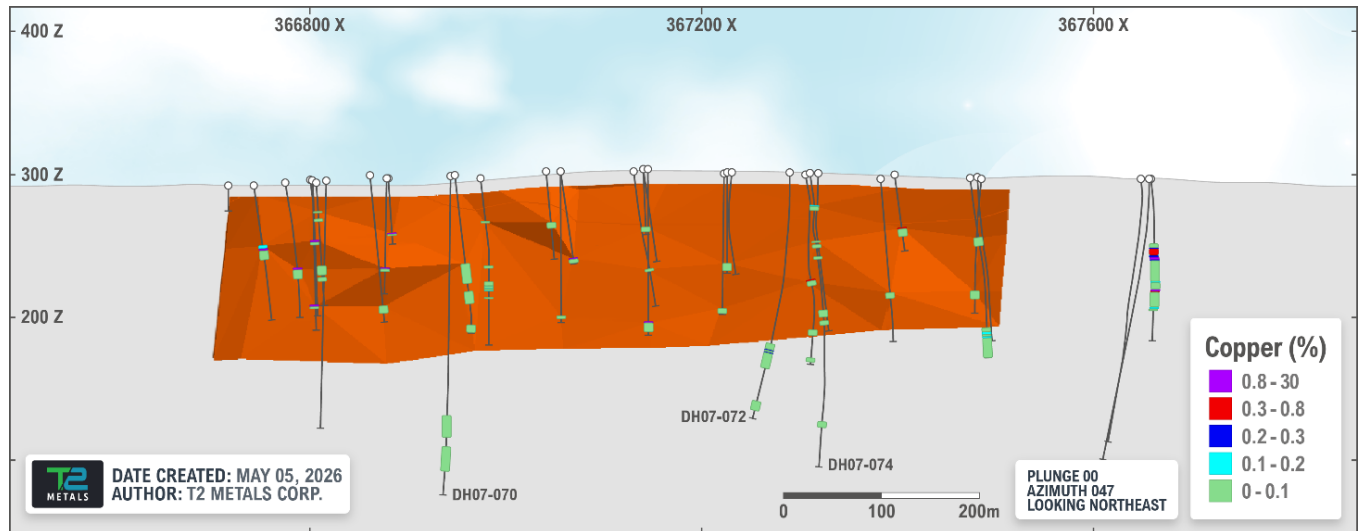 366800 X
367200 X
367600 X
400 Z
300 Z
200 Z
DH07-072
DH07-074
DH07-070
Copper (%)
0.8 - 30
0.3 - 0.8
0.2 - 0.3
0.1 - 0.2
0 - 0.1
T2
METALS
DATE CREATED: MAY 05, 2026
AUTHOR: T2 METALS CORP.
0
100
200m
PLUNGE 00
AZIMUTH 047
LOOKING NORTHEAST